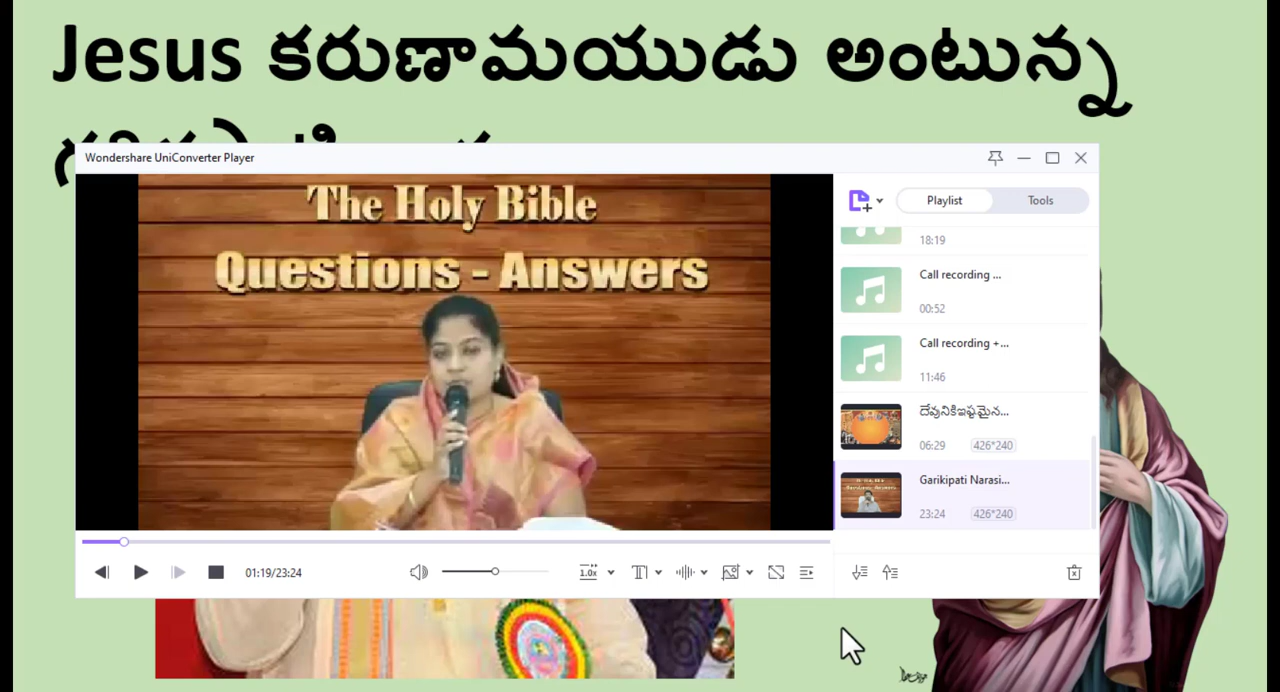 Jesus కరుణామయుడు అంటున్న
Wondershare UniConverter Player
The Holy Bible
Questions - Answers
Playlist
Tools
18:19
Call recording ...
00:52
Call recording +...
11:46
దేవునికిఇష్టమైన...
06:29 426*240
Garikipati Narasi...
23:24 426*240
01:19/23:24
1.0x